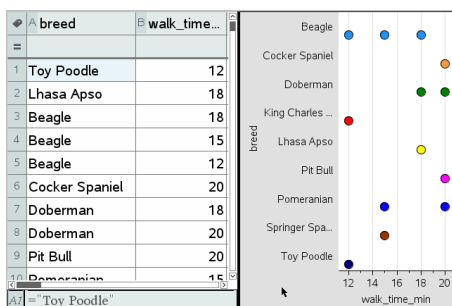 A breed B walk_time...
=
1 Toy Poodle 12
2 Lhasa Apso 18
3 Beagle 18
4 Beagle 15
5 Beagle 12
6 Cocker Spaniel 20
7 Doberman 18
8 Doberman 20
9 Pit Bull 20
10 Pomeranian 15
A1 ="Toy Poodle"
breed
Beagle
Cocker Spaniel
Doberman
King Charles ...
Lhasa Apso
Pit Bull
Pomeranian
Springer Spa...
Toy Poodle
12 14 16 18 20
walk_time_min